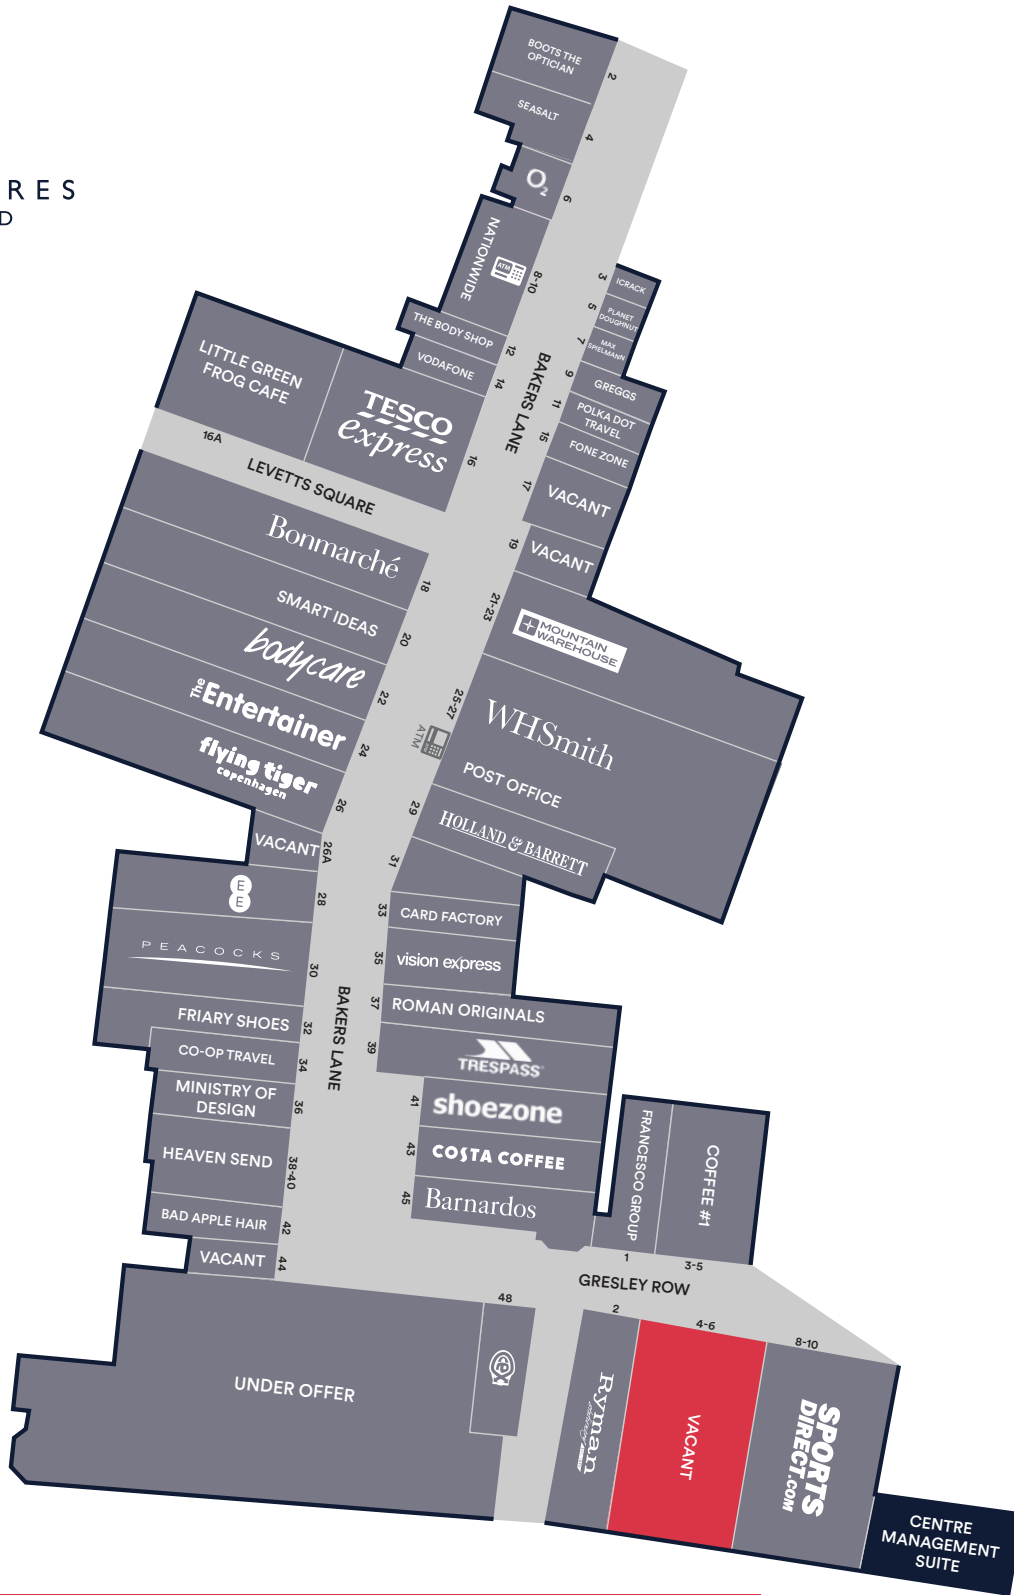 BOOTS THE
OPTICIAN
2
SEASALT
4
RES
D
O2
6
NATIONWIDE
ATM
8-10
3
ICRACK
5
PLANET
DOUGHNUT
7
MAX
SPIELMANN
THE BODY SHOP
12
VODAFONE
14
BAKERS LANE
9
GREGGS
11
POLKA DOT
TRAVEL
15
FONE ZONE
LITTLE GREEN
FROG CAFE
TESCO
express
16
16A
LEVETTS SQUARE
17
VACANT
19
VACANT
Bonmarché
18
21-23
MOUNTAIN
WAREHOUSE
SMART IDEAS
20
bodycare
22
25-27
ATM
WHSmith
POST OFFICE
The
Entertainer
24
flying tiger
copenhagen
26
29
HOLLAND & BARRETT
VACANT
26A
31
EE
28
33
CARD FACTORY
PEACOCKS
30
35
vision express
FRIARY SHOES
32
BAKERS LANE
37
ROMAN ORIGINALS
CO-OP TRAVEL
34
39
TRESPASS
MINISTRY OF
DESIGN
36
41
shoezone
HEAVEN SEND
38-40
43
COSTA COFFEE
BAD APPLE HAIR
42
45
Barnardos
FRANCESCO GROUP
COFFEE #1
VACANT
44
1
3-5
GRESLEY ROW
48
2
4-6
8-10
UNDER OFFER
Ryman
VACANT
SPORTS
DIRECT.COM
CENTRE
MANAGEMENT
SUITE